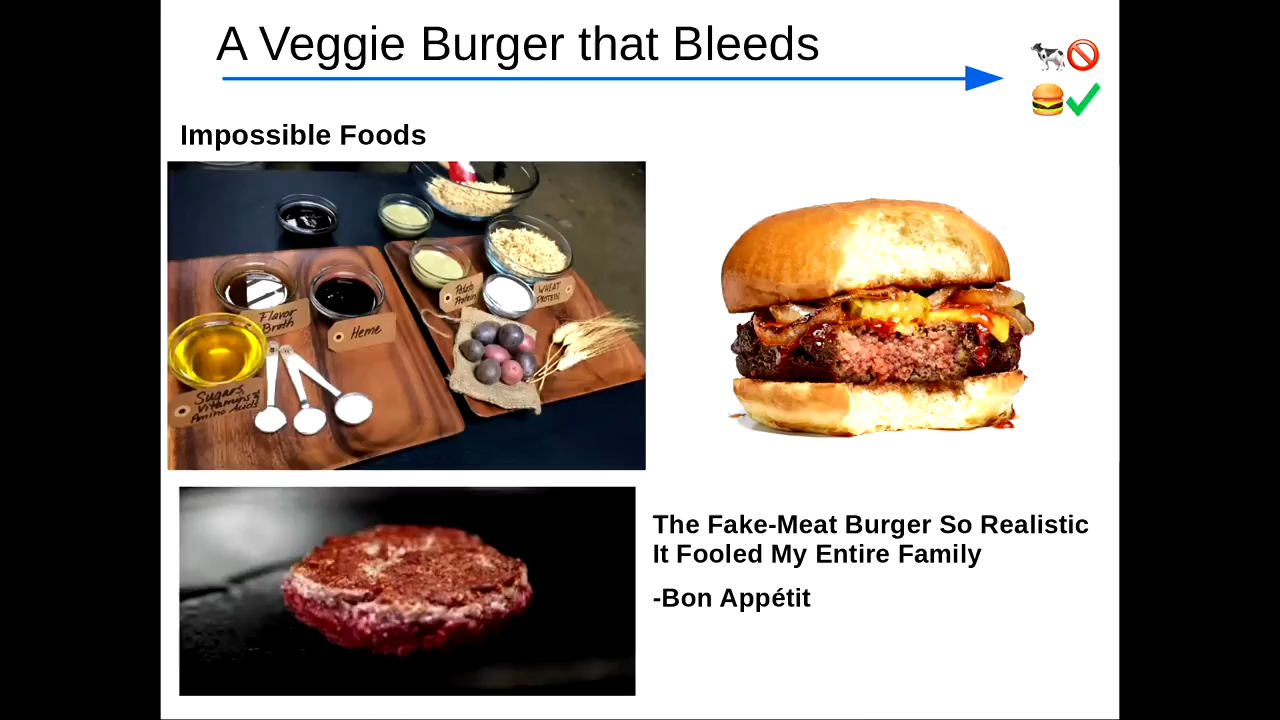 A Veggie Burger that Bleeds
Impossible Foods
Flavor
Broth
Heme
Potato
Protein
WHEAT
PROTEIN
Sugars,
Vitamins &
Amino Acids
The Fake-Meat Burger So Realistic
It Fooled My Entire Family
-Bon Appétit